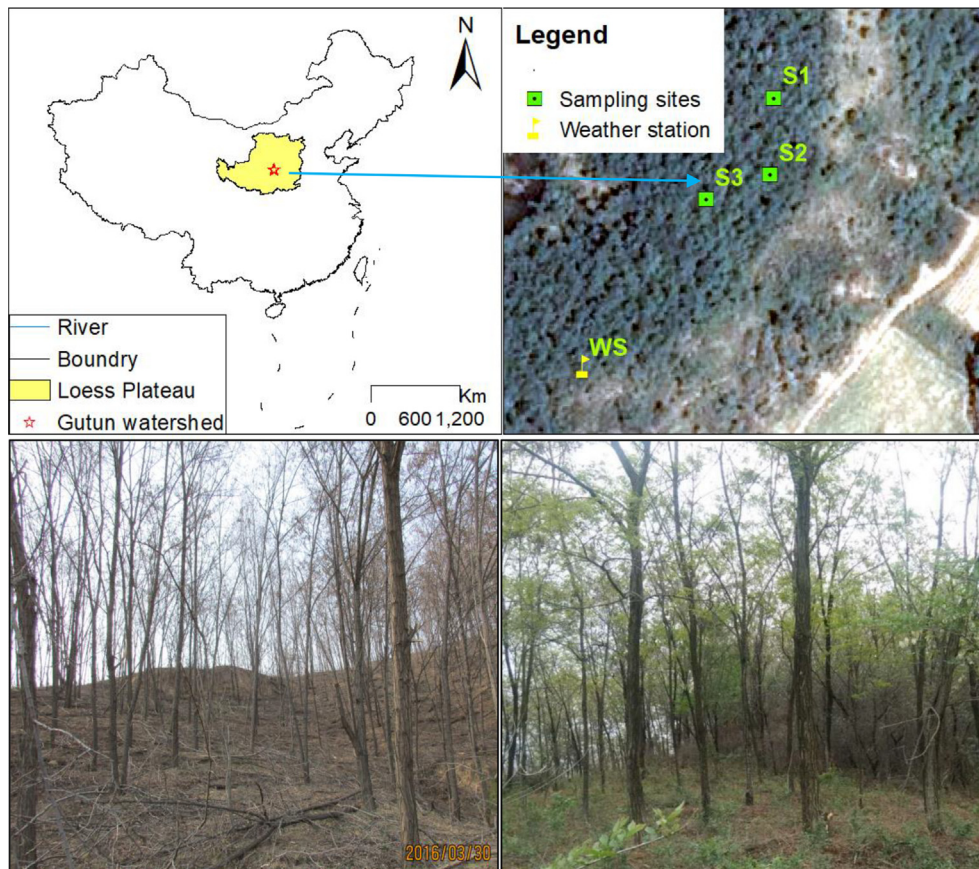 N
River
Boundry
Loess Plateau
Gutun watershed
Km
0 600 1,200
Legend
Sampling sites
Weather station
S1
S2
S3
WS
2016/03/30